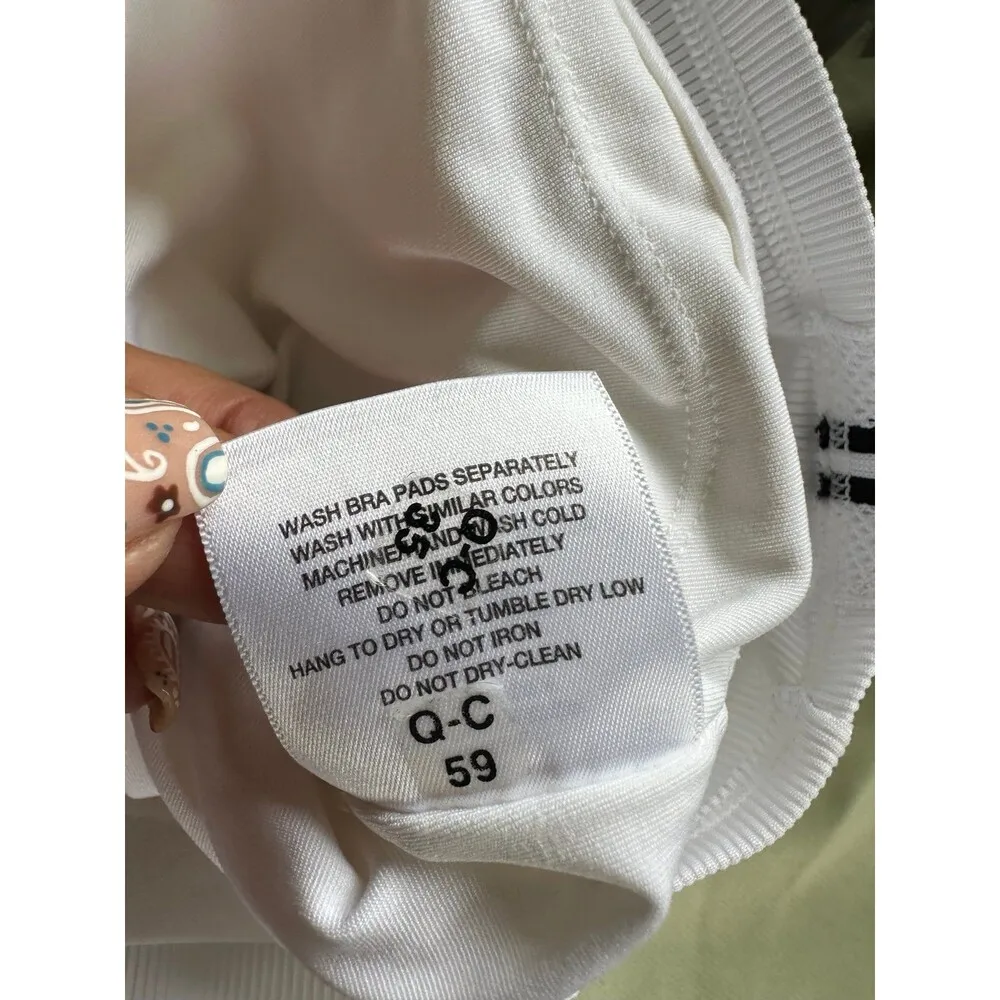 WASH BRA PADS SEPARATELY
WASH WITH SIMILAR COLORS
MACHINE/HAND WASH COLD
REMOVE IMMEDIATELY
DO NOT BLEACH
HANG TO DRY OR TUMBLE DRY LOW
DO NOT IRON
DO NOT DRY-CLEAN
Q-C
59